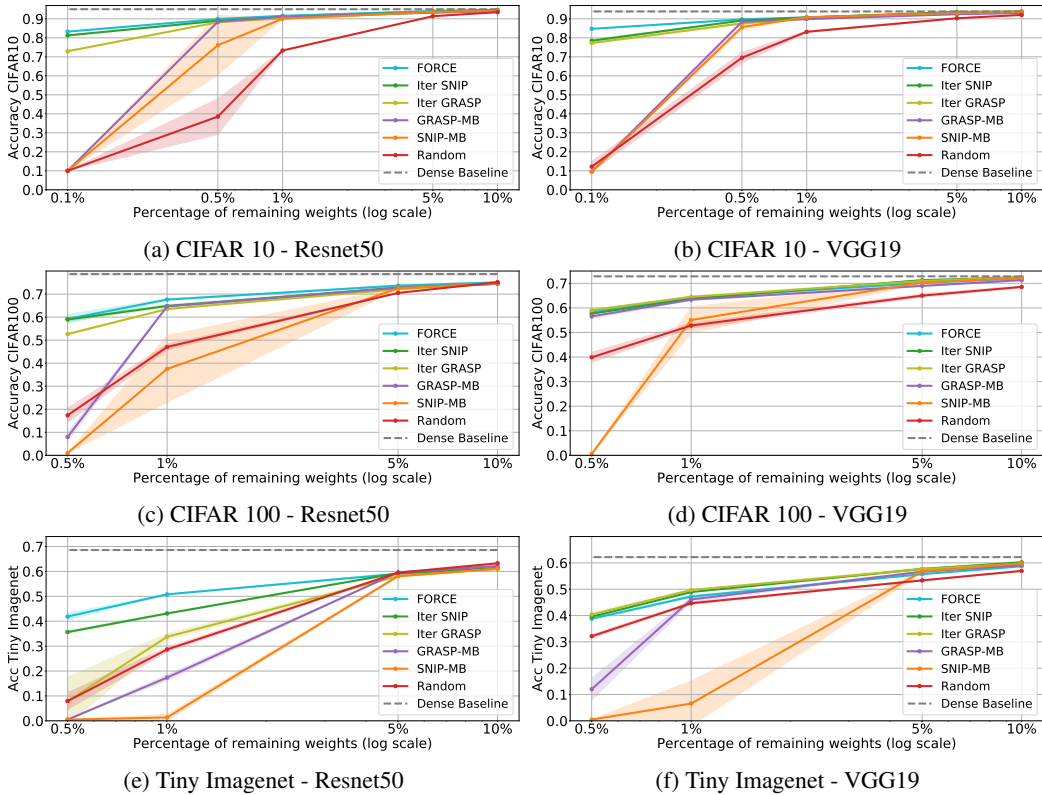 Accuracy CIFAR10
0.9
0.8
0.7
0.6
0.5
0.4
0.3
0.2
0.1
0.0
FORCE
Iter SNIP
Iter GRASP
GRASP-MB
SNIP-MB
Random
Dense Baseline
0.1% 0.5% 1% 5% 10%
Percentage of remaining weights (log scale)
(a) CIFAR 10 - Resnet50
Accuracy CIFAR10
0.9
0.8
0.7
0.6
0.5
0.4
0.3
0.2
0.1
0.0
FORCE
Iter SNIP
Iter GRASP
GRASP-MB
SNIP-MB
Random
Dense Baseline
0.1% 0.5% 1% 5% 10%
Percentage of remaining weights (log scale)
(b) CIFAR 10 - VGG19
Accuracy CIFAR100
0.7
0.6
0.5
0.4
0.3
0.2
0.1
0.0
FORCE
Iter SNIP
Iter GRASP
GRASP-MB
SNIP-MB
Random
Dense Baseline
0.5% 1% 5% 10%
Percentage of remaining weights (log scale)
(c) CIFAR 100 - Resnet50
Accuracy CIFAR100
0.7
0.6
0.5
0.4
0.3
0.2
0.1
0.0
FORCE
Iter SNIP
Iter GRASP
GRASP-MB
SNIP-MB
Random
Dense Baseline
0.5% 1% 5% 10%
Percentage of remaining weights (log scale)
(d) CIFAR 100 - VGG19
Acc Tiny Imagenet
0.7
0.6
0.5
0.4
0.3
0.2
0.1
0.0
FORCE
Iter SNIP
Iter GRASP
GRASP-MB
SNIP-MB
Random
Dense Baseline
0.5% 1% 5% 10%
Percentage of remaining weights (log scale)
(e) Tiny Imagenet - Resnet50
Acc Tiny Imagenet
0.6
0.5
0.4
0.3
0.2
0.1
0.0
FORCE
Iter SNIP
Iter GRASP
GRASP-MB
SNIP-MB
Random
Dense Baseline
0.5% 1% 5% 10%
Percentage of remaining weights (log scale)
(f) Tiny Imagenet - VGG19